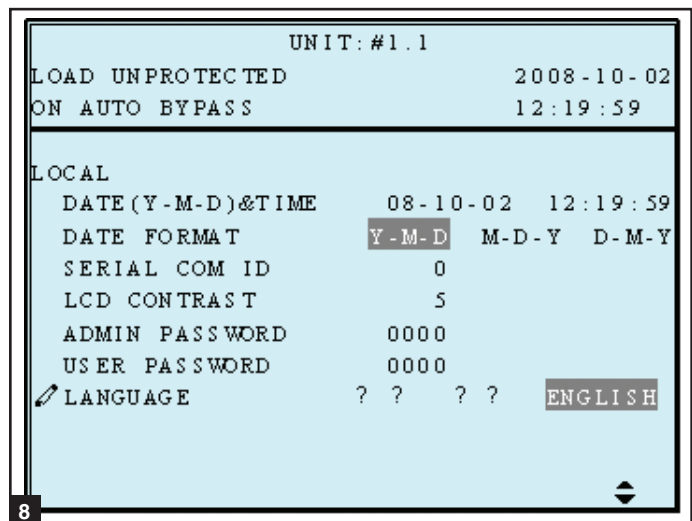 UNIT:#1.1
LOAD UNPROTECTED 2008-10-02
ON AUTO BYPASS 12:19:59
LOCAL
DATE(Y-M-D)&TIME 08-10-02 12:19:59
DATE FORMAT Y-M-D M-D-Y D-M-Y
SERIAL COM ID 0
LCD CONTRAST 5
ADMIN PASSWORD 0000
USER PASSWORD 0000
LANGUAGE ?? ?? ENGLISH
8